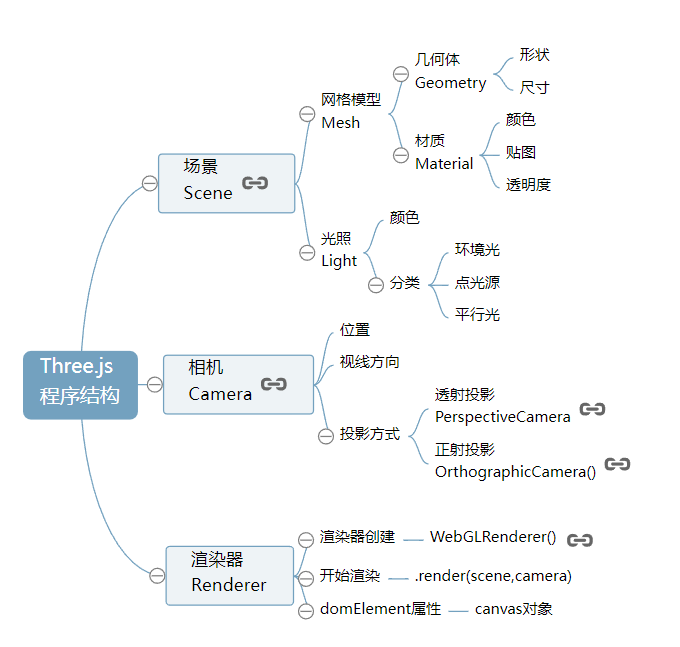 Three.js
程序结构
场景
Scene
网格模型
Mesh
几何体
Geometry
形状
尺寸
材质
Material
颜色
贴图
透明度
光照
Light
颜色
分类
环境光
点光源
平行光
相机
Camera
位置
视线方向
投影方式
透射投影
PerspectiveCamera
正射投影
OrthographicCamera()
渲染器
Renderer
渲染器创建
WebGLRenderer()
开始渲染
.render(scene,camera)
domElement属性
canvas对象